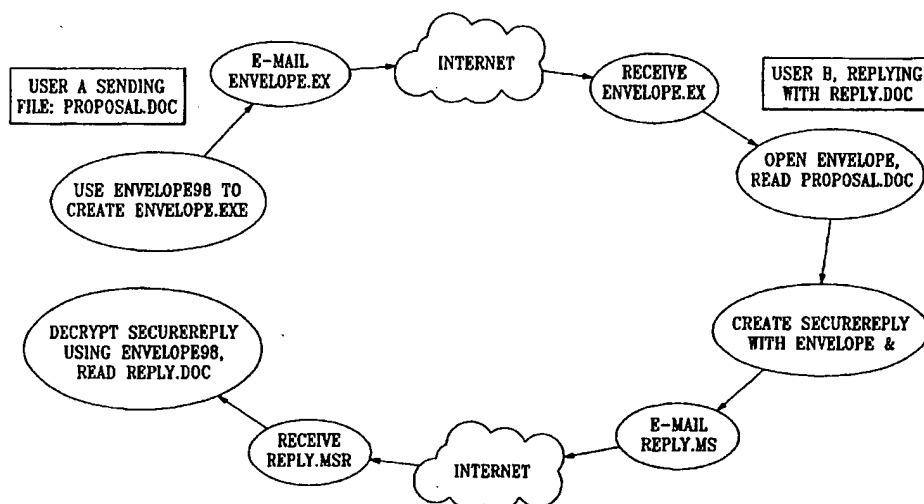 USER A SENDING
FILE: PROPOSAL.DOC
E-MAIL
ENVELOPE.EX
INTERNET
RECEIVE
ENVELOPE.EX
USER B, REPLYING
WITH REPLY.DOC
USE ENVELOPE98 TO
CREATE ENVELOPE.EXE
OPEN ENVELOPE,
READ PROPOSAL.DOC
DECRYPT SECUREREPLY
USING ENVELOPE98,
READ REPLY.DOC
CREATE SECUREREPLY
WITH ENVELOPE &
RECEIVE
REPLY.MSR
INTERNET
E-MAIL
REPLY.MS